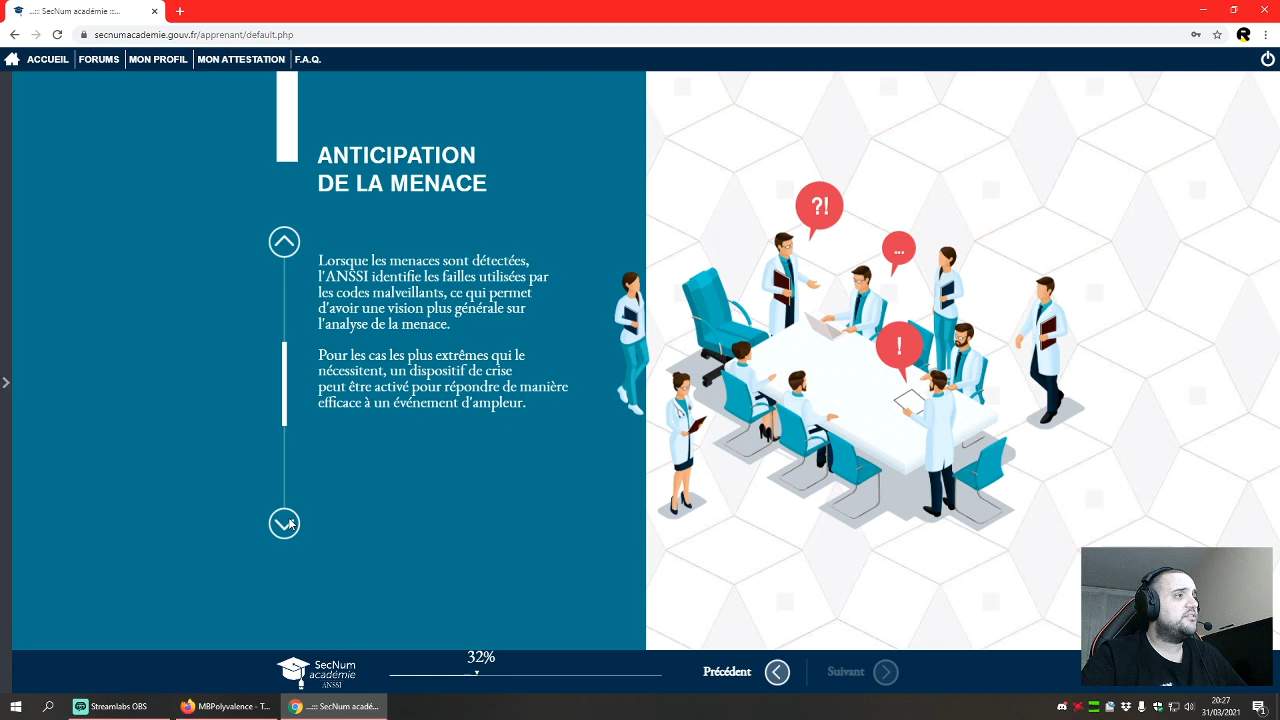 ..:: SecNum académie ::...
secnumacademie.gouv.fr/apprenant/default.php
ACCUEIL FORUMS MON PROFIL MON ATTESTATION F.A.Q.
ANTICIPATION
DE LA MENACE
Lorsque les menaces sont détectées,
l'ANSSI identifie les failles utilisées par
les codes malveillants, ce qui permet
d'avoir une vision plus générale sur
l'analyse de la menace.
Pour les cas les plus extrêmes qui le
nécessitent, un dispositif de crise
peut être activé pour répondre de manière
efficace à un événement d'ampleur.
?!
...
!
SecNum
académie
ANSSI
32%
Précédent
Suivant
Streamlabs OBS
MBPolyvalence - T...
..:: SecNum acadé...
20:27
31/03/2021